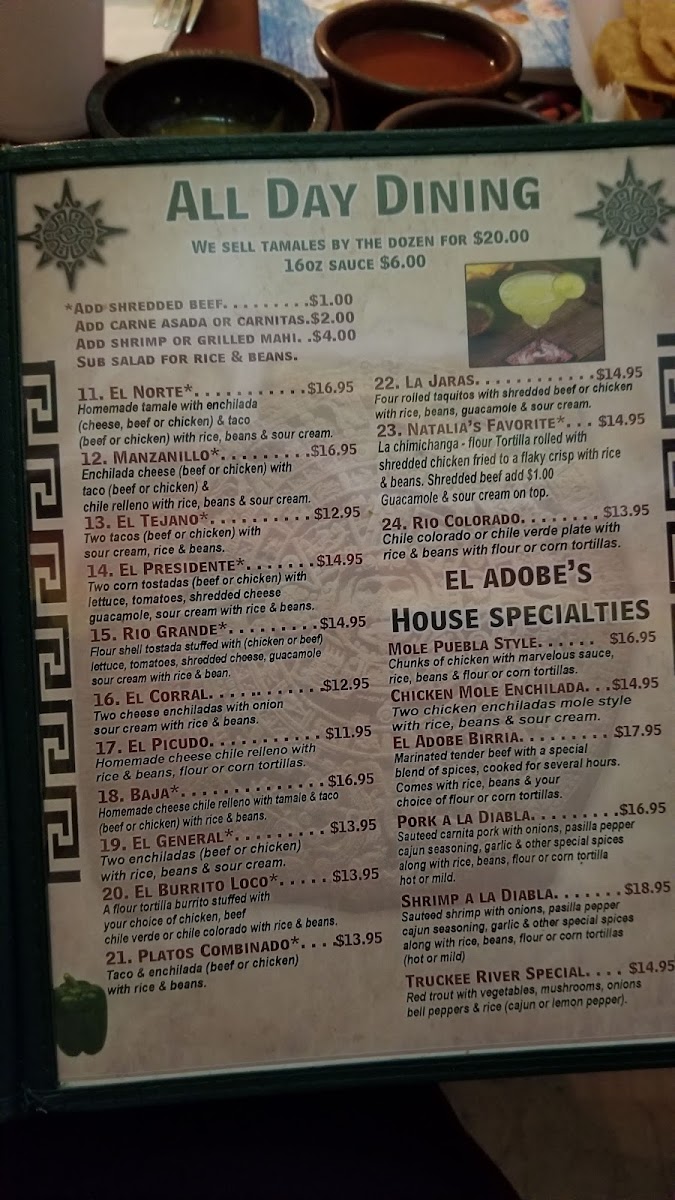 ALL DAY DINING
WE SELL TAMALES BY THE DOZEN FOR $20.00
16OZ SAUCE $6.00
*ADD SHREDDED BEEF. . . . . . . . .$1.00
ADD CARNE ASADA OR CARNITAS.$2.00
ADD SHRIMP OR GRILLED MAHI. .$4.00
SUB SALAD FOR RICE & BEANS.
11. EL NORTE*. . . . . . . . . . .$16.95
Homemade tamale with enchilada
(cheese, beef or chicken) & taco
(beef or chicken) with rice, beans & sour cream.
12. MANZANILLO*. . . . . . . . .$16.95
Enchilada cheese (beef or chicken) with
taco (beef or chicken) &
chile relleno with rice, beans & sour cream.
13. EL TEJANO*. . . . . . . . . . $12.95
Two tacos (beef or chicken) with
sour cream, rice & beans.
14. EL PRESIDENTE*. . . . . . .$14.95
Two corn tostadas (beef or chicken) with
lettuce, tomatoes, shredded cheese
guacamole, sour cream with rice & beans.
15. RIO GRANDE*. . . . . . . . .$14.95
Flour shell tostada stuffed with (chicken or beef)
lettuce, tomatoes, shredded cheese, guacamole
sour cream with rice & bean.
16. EL CORRAL. . . . . . . . . . .$12.95
Two cheese enchiladas with onion
sour cream with rice & beans.
17. EL PICUDO. . . . . . . . . . .$11.95
Homemade cheese chile relleno with
rice & beans, flour or corn tortillas.
18. BAJA*. . . . . . . . . . . . . . .$16.95
Homemade cheese chile relleno with tamale & taco
(beef or chicken) with rice & beans.
19. EL GENERAL*. . . . . . . . . $13.95
Two enchiladas (beef or chicken)
with rice, beans & sour cream.
20. EL BURRITO LOCO*. . . . . $13.95
A flour tortilla burrito stuffed with
your choice of chicken, beef
chile verde or chile colorado with rice & beans.
21. PLATOS COMBINADO*. . . .$13.95
Taco & enchilada (beef or chicken)
with rice & beans.
22. LA JARAS. . . . . . . . . . . .$14.95
Four rolled taquitos with shredded beef or chicken
with rice, beans, guacamole & sour cream.
23. NATALIA'S FAVORITE*. . . $14.95
La chimichanga - flour Tortilla rolled with
shredded chicken fried to a flaky crisp with rice
& beans. Shredded beef add $1.00
Guacamole & sour cream on top.
24. RIO COLORADO. . . . . . . . $13.95
Chile colorado or chile verde plate with
rice & beans with flour or corn tortillas.
EL ADOBE'S
HOUSE SPECIALTIES
MOLE PUEBLA STYLE. . . . . . $16.95
Chunks of chicken with marvelous sauce,
rice, beans & flour or corn tortillas.
CHICKEN MOLE ENCHILADA. . .$14.95
Two chicken enchiladas mole style
with rice, beans & sour cream.
EL ADOBE BIRRIA. . . . . . . . . $17.95
Marinated tender beef with a special
blend of spices, cooked for several hours.
Comes with rice, beans & your
choice of flour or corn tortillas.
PORK A LA DIABLA. . . . . . . . .$16.95
Sauteed carnita pork with onions, pasilla pepper
cajun seasoning, garlic & other special spices
along with rice, beans, flour or corn tortilla
hot or mild.
SHRIMP A LA DIABLA. . . . . . .$18.95
Sauteed shrimp with onions, pasilla pepper
cajun seasoning, garlic & other special spices
along with rice, beans, flour or corn tortillas
(hot or mild)
TRUCKEE RIVER SPECIAL. . . . $14.95
Red trout with vegetables, mushrooms, onions
bell peppers & rice (cajun or lemon pepper).